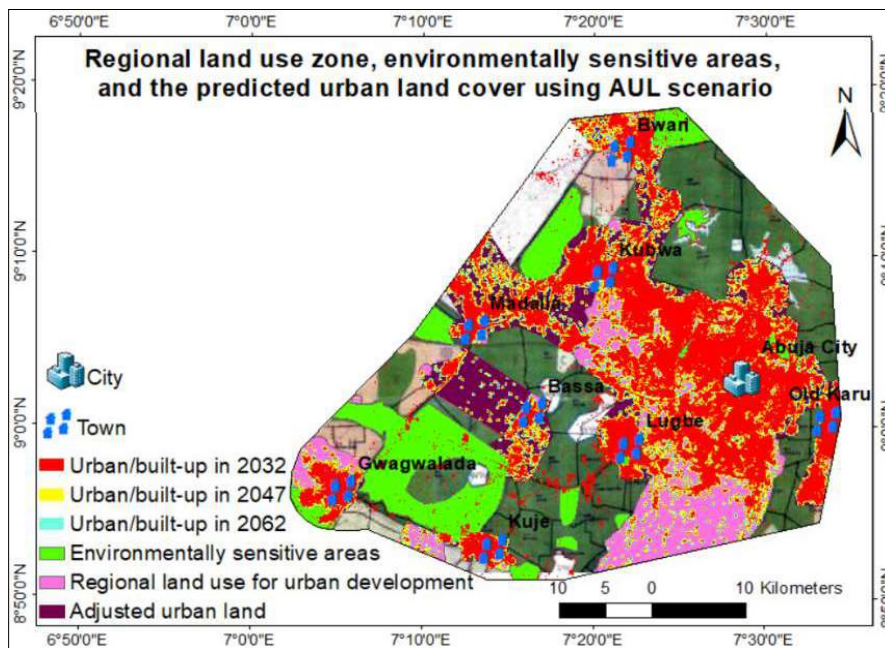 6°50'0"E 7°0'0"E 7°10'0"E 7°20'0"E 7°30'0"E
Regional land use zone, environmentally sensitive areas,
and the predicted urban land cover using AUL scenario
9°20'0"N
9°20'0"N
N
Bwari
9°10'0"N
Kubwa
Madalla
Abuja City
City
Bassa
Old Karu
9°0'0"N
Town
Lugbe
Gwagwalada
Urban/built-up in 2032
Urban/built-up in 2047
Kuje
Urban/built-up in 2062
Environmentally sensitive areas
Regional land use for urban development
10 5 0 10 Kilometers
Adjusted urban land
8°50'0"N
6°50'0"E 7°0'0"E 7°10'0"E 7°20'0"E 7°30'0"E